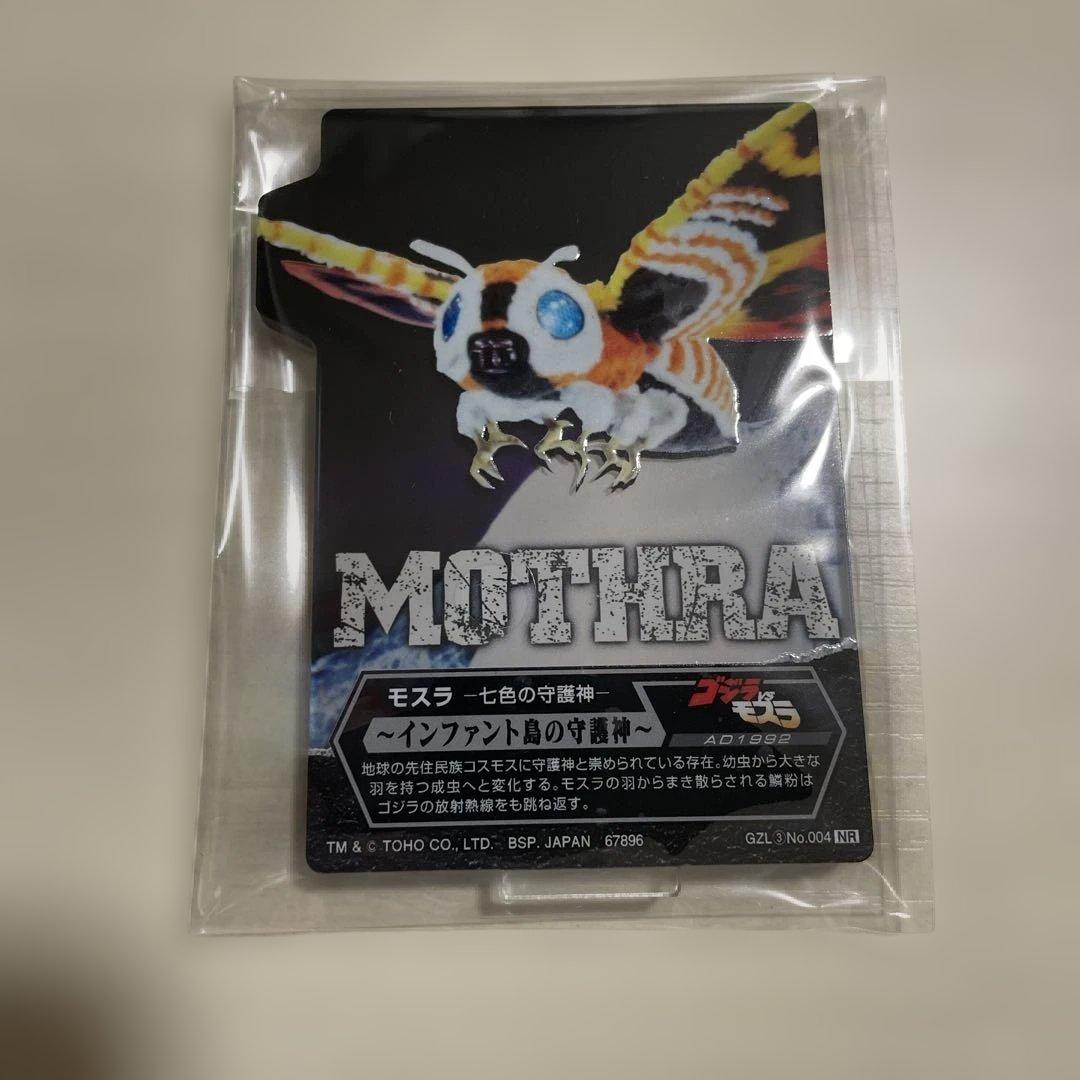 MOTHRA
モスラ ー七色の守護神ー
～インファント島の守護神～
ゴジラ
VS
モスラ
AD1992
地球の先住民族コスモスに守護神と崇められている存在。幼虫から大きな
羽を持つ成虫へと変化する。モスラの羽からまき散らされる鱗粉は
ゴジラの放射熱線をも跳ね返す。
TM & © TOHO CO., LTD. BSP. JAPAN 67896
GZL③No.004 NR